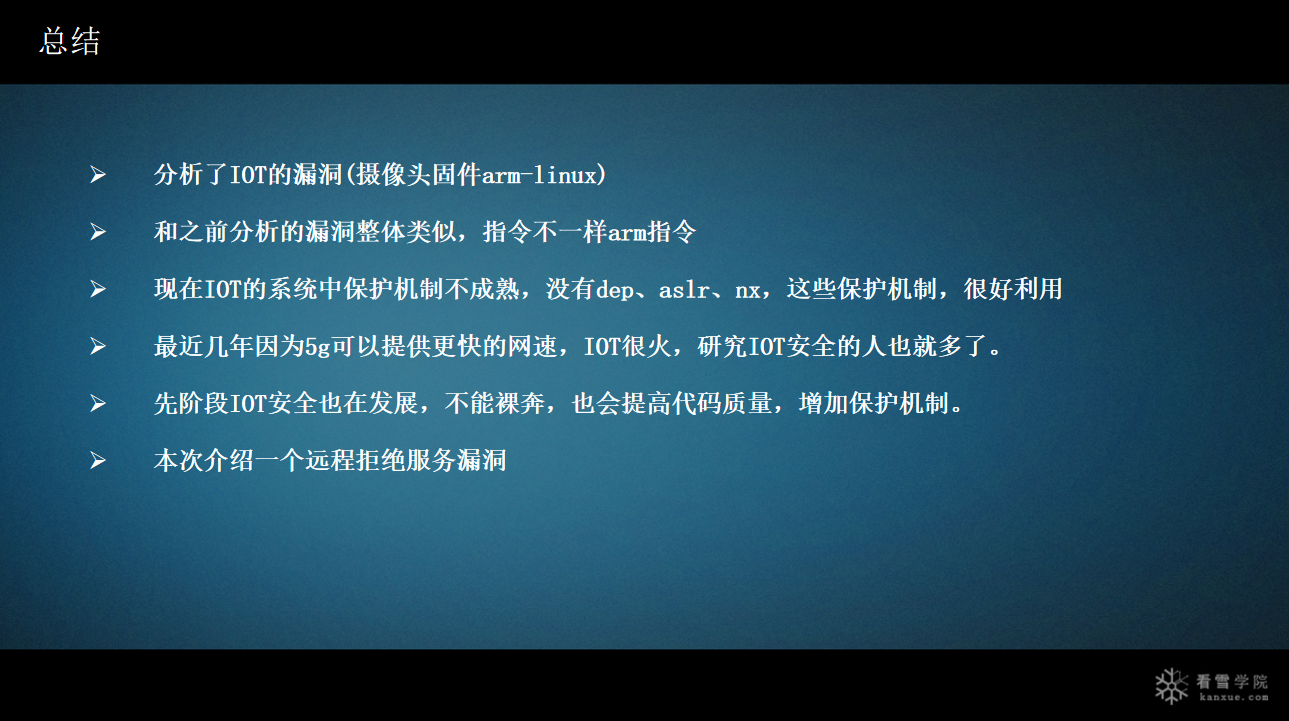 总结
分析了IOT的漏洞(摄像头固件arm-linux)
和之前分析的漏洞整体类似，指令不一样arm指令
现在IOT的系统中保护机制不成熟，没有dep、aslr、nx，这些保护机制，很好利用
最近几年因为5g可以提供更快的网速，IOT很火，研究IOT安全的人也就多了。
先阶段IOT安全也在发展，不能裸奔，也会提高代码质量，增加保护机制。
本次介绍一个远程拒绝服务漏洞
看雪学院
kanxue.com